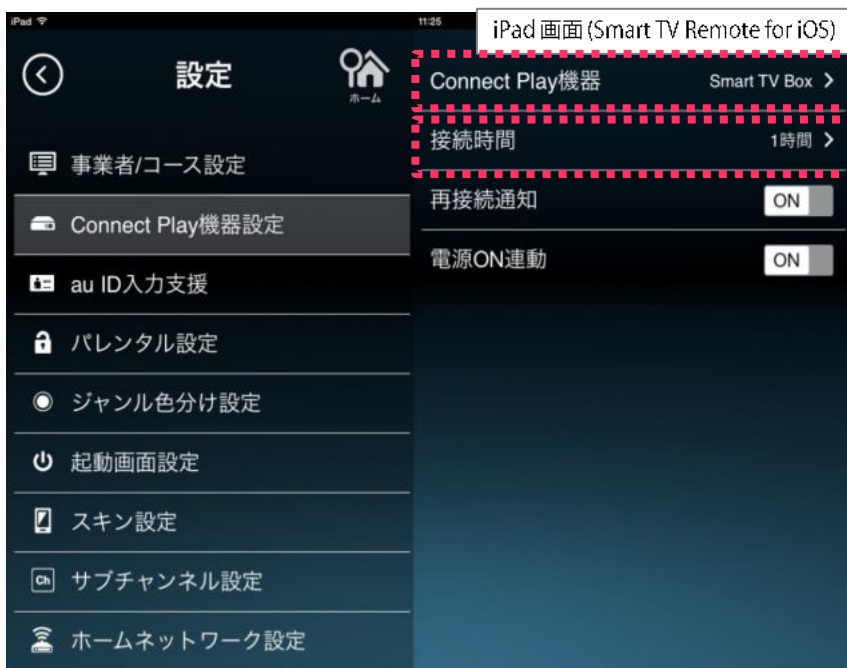 iPad
11:25
iPad 画面 (Smart TV Remote for iOS)
設定
ホーム
事業者/コース設定
Connect Play機器設定
au ID入力支援
パレンタル設定
ジャンル色分け設定
起動画面設定
スキン設定
Ch サブチャンネル設定
ホームネットワーク設定
Connect Play機器 Smart TV Box
接続時間 1時間
再接続通知 ON
電源ON連動 ON